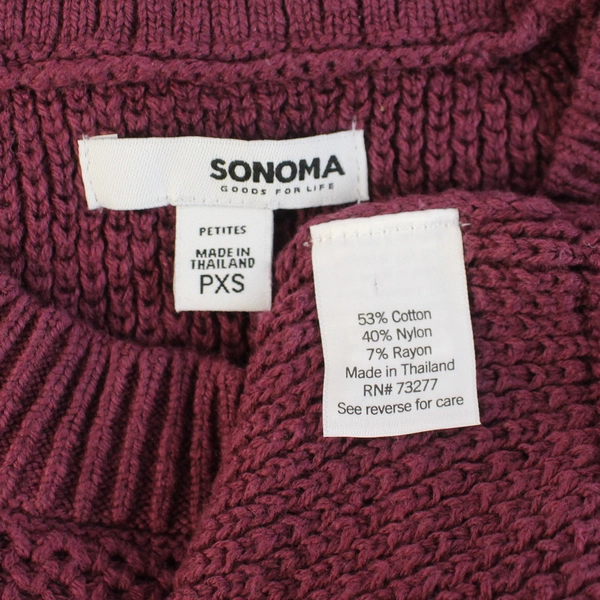 SONOMA
GOODS FOR LIFE
PETITES
MADE IN
THAILAND
PXS
53% Cotton
40% Nylon
7% Rayon
Made in Thailand
RN# 73277
See reverse for care